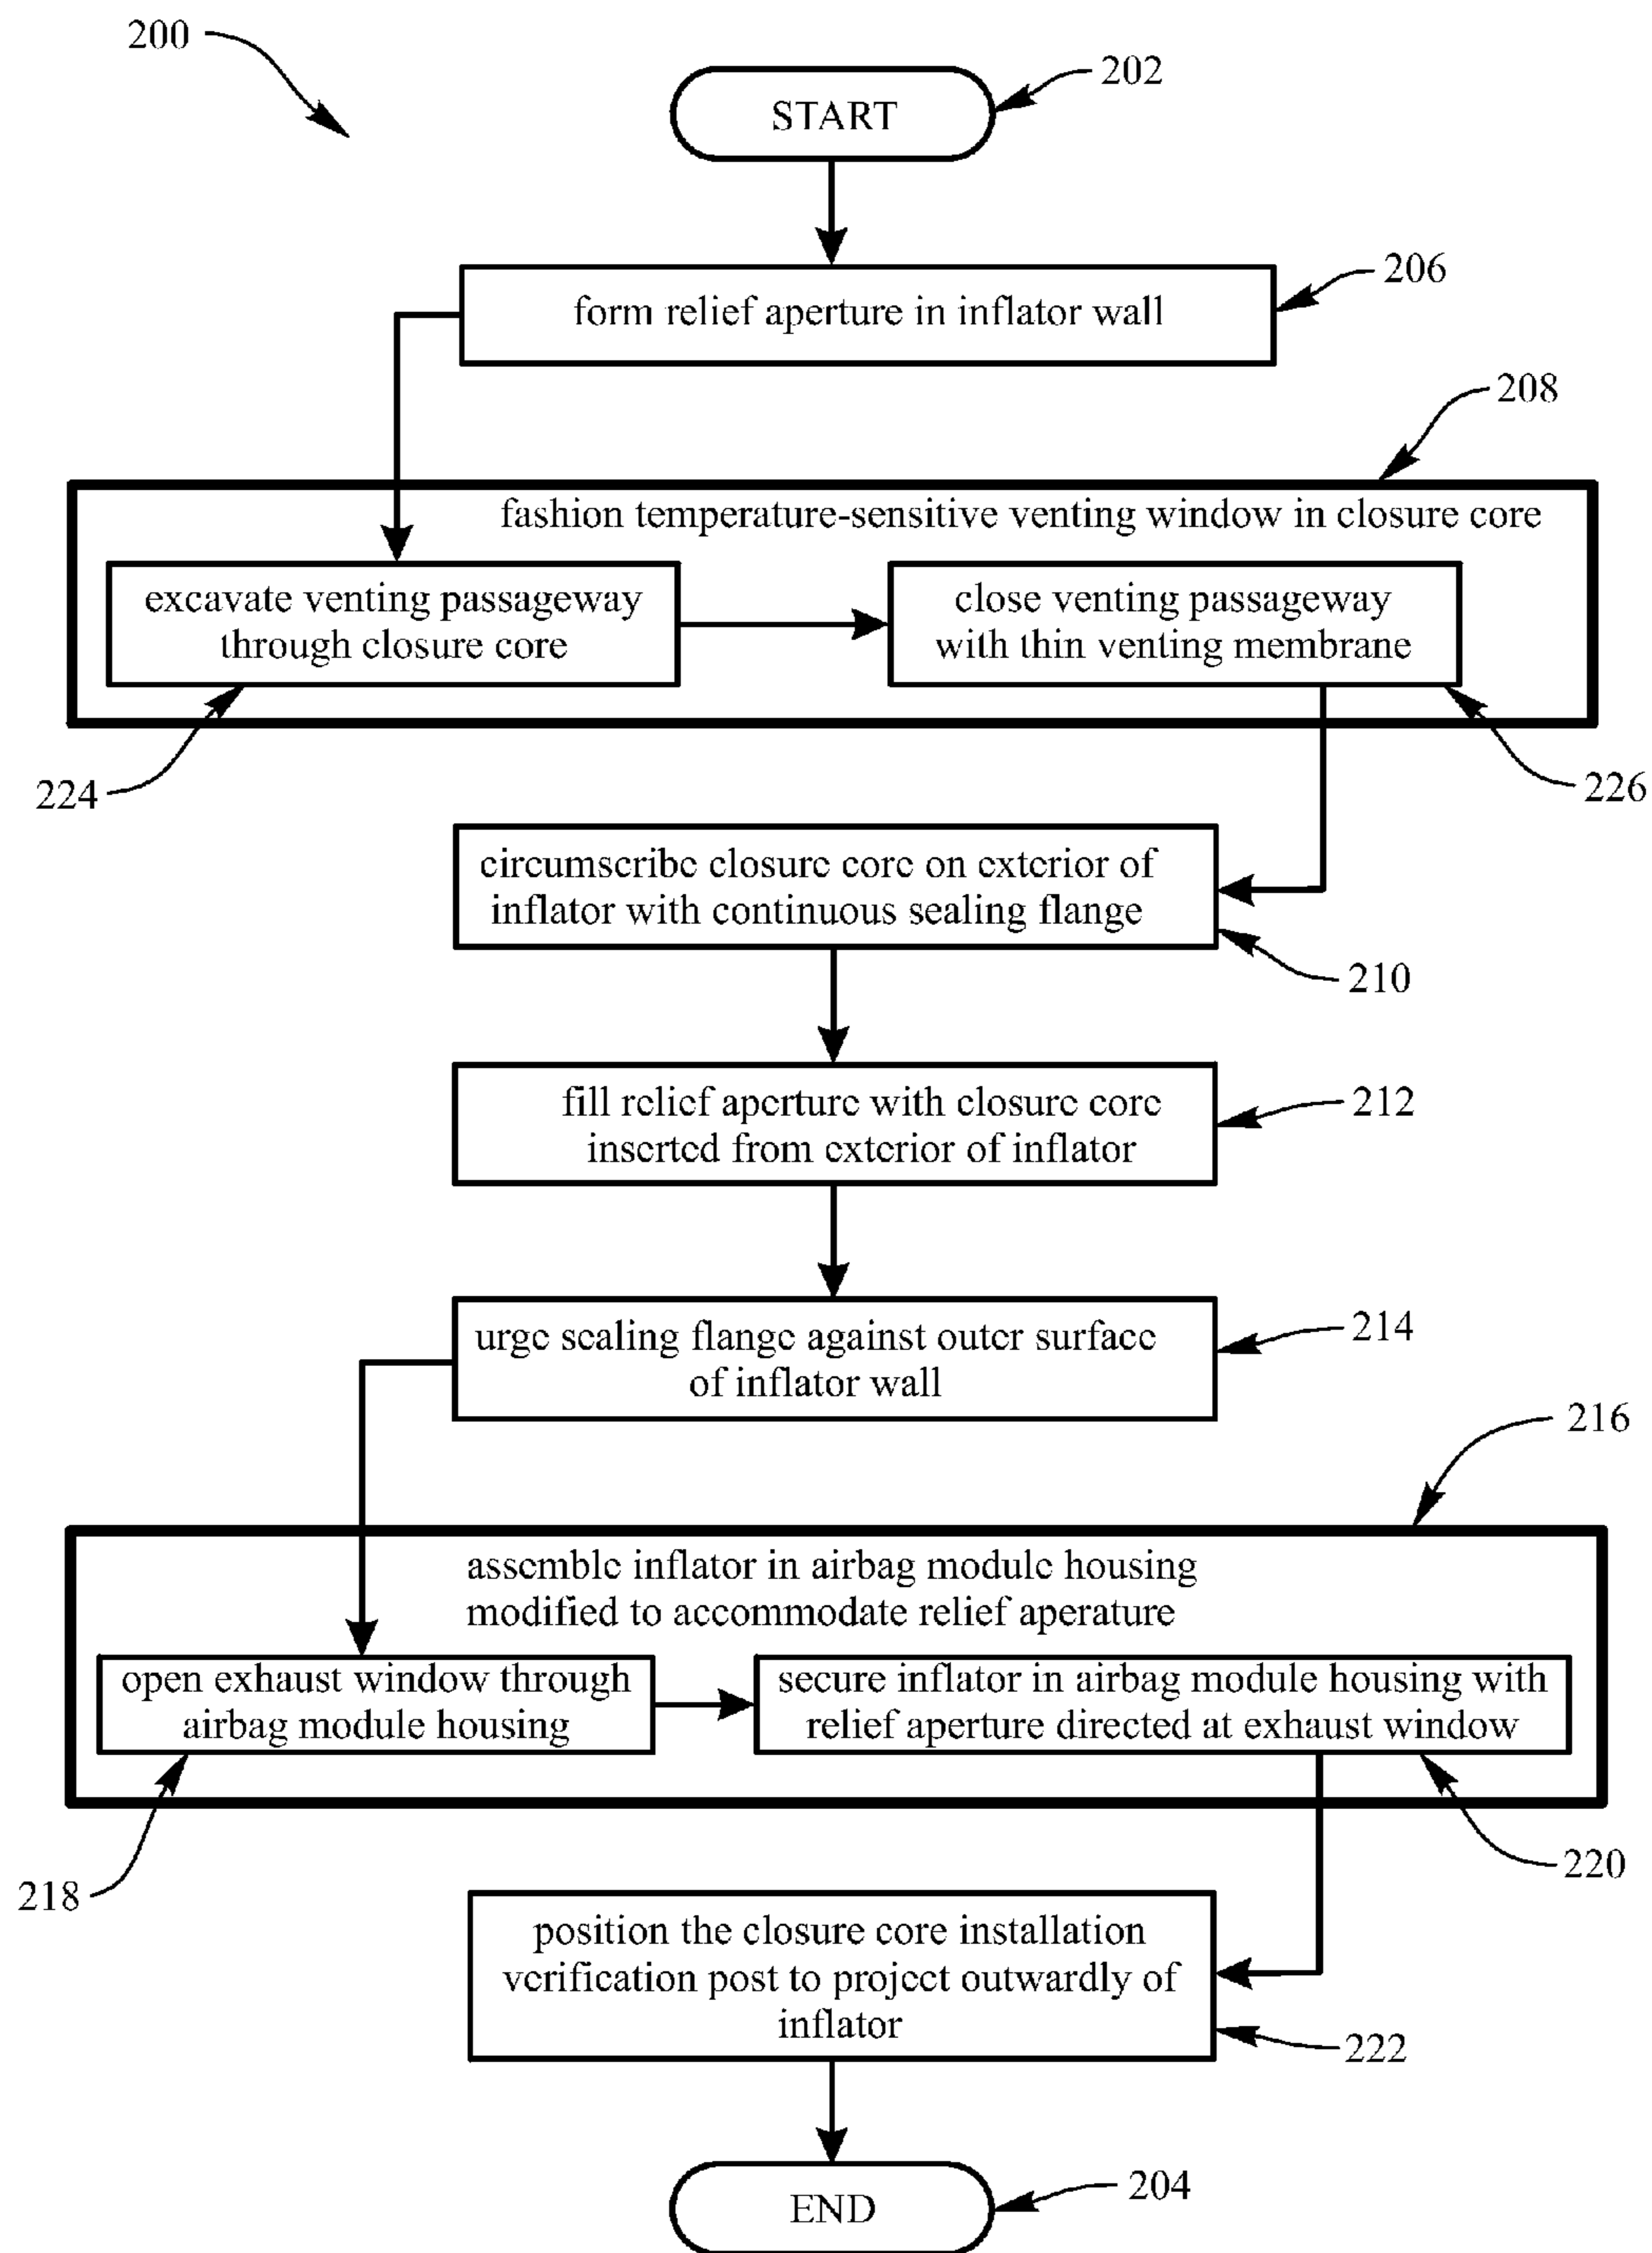 200
202
START
206
form relief aperture in inflator wall
208
fashion temperature-sensitive venting window in closure core
excavate venting passageway
through closure core
close venting passageway
with thin venting membrane
224
226
circumscribe closure core on exterior of
inflator with continuous sealing flange
210
fill relief aperture with closure core
inserted from exterior of inflator
212
urge sealing flange against outer surface
of inflator wall
214
216
assemble inflator in airbag module housing
modified to accommodate relief aperature
open exhaust window through
airbag module housing
secure inflator in airbag module housing with
relief aperture directed at exhaust window
218
220
position the closure core installation
verification post to project outwardly of
inflator
222
END
204